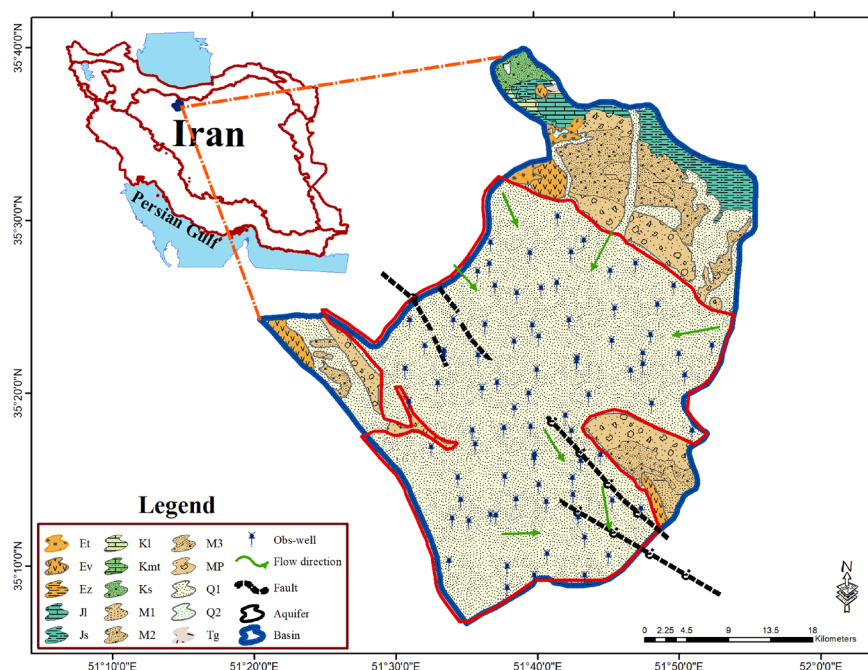 35°40'0"N
35°30'0"N
35°20'0"N
35°10'0"N
Iran
Persian Gulf
Legend
Et
Ev
Ez
Jl
Js
Kl
Kmt
Ks
M1
M2
M3
MP
Q1
Q2
Tg
Obs-well
Flow direction
Fault
Aquifer
Basin
N
0 2.25 4.5 9 13.5 18
Kilometers
51°10'0"E 51°20'0"E 51°30'0"E 51°40'0"E 51°50'0"E 52°0'0"E